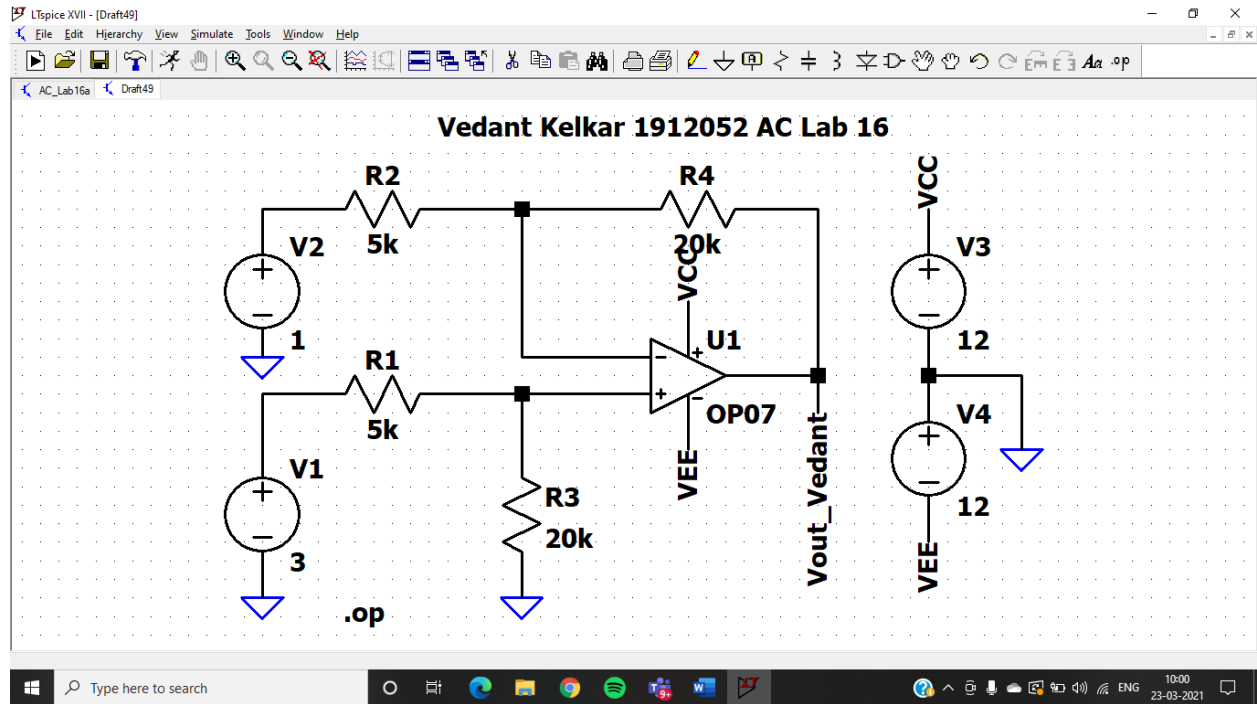 LTspice XVII - [Draft49]
File Edit Hierarchy View Simulate Tools Window Help
.op
AC_Lab16a Draft49
Vedant Kelkar 1912052 AC Lab 16
R2
5k
R4
20k
V2
1
VCC
U1
OP07
VEE
R1
5k
V1
3
R3
20k
Vout_Vedant
VCC
V3
12
V4
12
VEE
.op
Type here to search
9+
ENG
10:00
23-03-2021